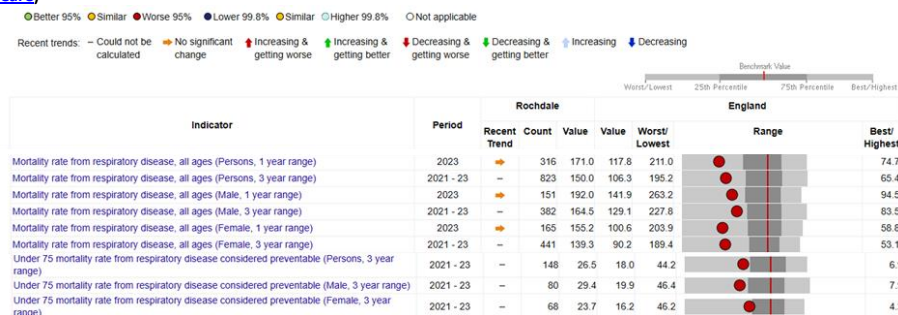 Better 95% Similar Worse 95% Lower 99.8% Similar Higher 99.8% Not applicable
Recent trends: – Could not be calculated No significant change Increasing & getting worse Increasing & getting better Decreasing & getting worse Decreasing & getting better Increasing Decreasing
Benchmark Value
Worst/Lowest 25th Percentile 75th Percentile Best/Highest
Rochdale England
Indicator Period Recent Trend Count Value Value Worst/ Lowest Range Best/ Highest
Mortality rate from respiratory disease, all ages (Persons, 1 year range) 2023 316 171.0 117.8 211.0 74.7
Mortality rate from respiratory disease, all ages (Persons, 3 year range) 2021 - 23 – 823 150.0 106.3 195.2 65.4
Mortality rate from respiratory disease, all ages (Male, 1 year range) 2023 151 192.0 141.9 263.2 94.5
Mortality rate from respiratory disease, all ages (Male, 3 year range) 2021 - 23 – 382 164.5 129.1 227.8 83.5
Mortality rate from respiratory disease, all ages (Female, 1 year range) 2023 165 155.2 100.6 203.9 58.8
Mortality rate from respiratory disease, all ages (Female, 3 year range) 2021 - 23 – 441 139.3 90.2 189.4 53.1
Under 75 mortality rate from respiratory disease considered preventable (Persons, 3 year range) 2021 - 23 – 148 26.5 18.0 44.2
Under 75 mortality rate from respiratory disease considered preventable (Male, 3 year range) 2021 - 23 – 80 29.4 19.9 46.4
Under 75 mortality rate from respiratory disease considered preventable (Female, 3 year range) 2021 - 23 – 68 23.7 16.2 46.2